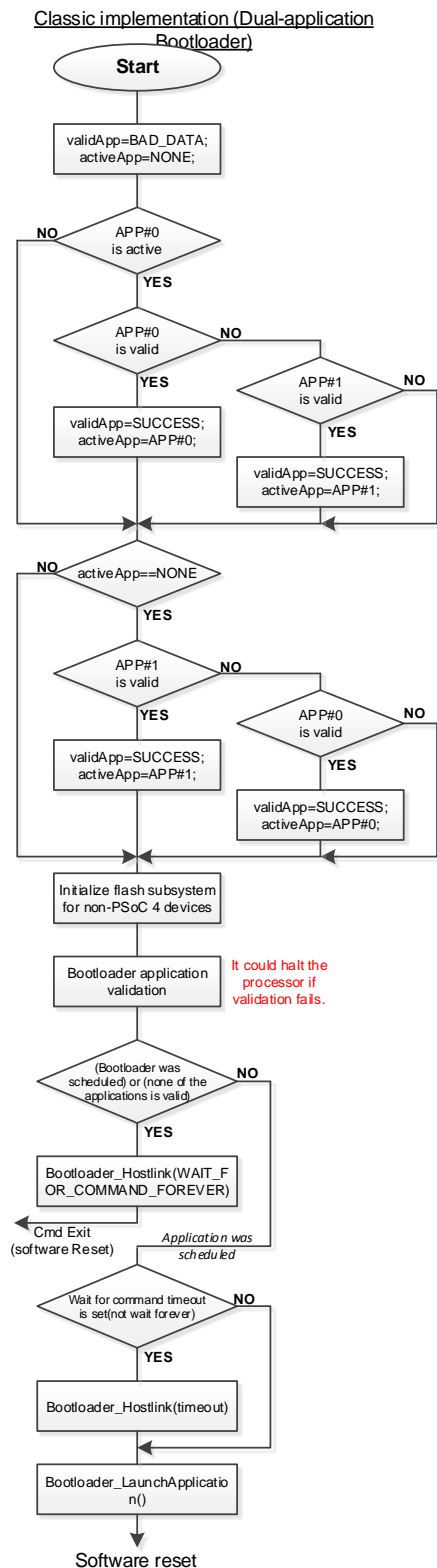 Classic implementation (Dual-application
Bootloader)
Start
validApp=BAD_DATA;
activeApp=NONE;
NO
APP#0
is active
YES
APP#0
is valid
NO
YES
APP#1
is valid
NO
validApp=SUCCESS;
activeApp=APP#0;
YES
validApp=SUCCESS;
activeApp=APP#1;
NO
activeApp==NONE
YES
APP#1
is valid
NO
YES
APP#0
is valid
NO
validApp=SUCCESS;
activeApp=APP#1;
YES
validApp=SUCCESS;
activeApp=APP#0;
Initialize flash subsystem
for non-PSoC 4 devices
Bootloader application
validation
It could halt the
processor if
validation fails.
(Bootloader was
scheduled) or (none of the
applications is valid)
NO
YES
Bootloader_Hostlink(WAIT_F
OR_COMMAND_FOREVER)
Cmd Exit
(software Reset)
Application was
scheduled
Wait for command timeout
is set(not wait forever)
NO
YES
Bootloader_Hostlink(timeout)
Bootloader_LaunchApplicatio
n()
Software reset